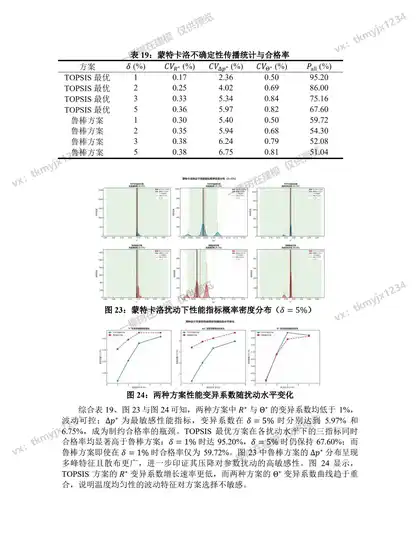 vx: tkmyjx1234
表 19：蒙特卡洛不确定性传播统计与合格率
方案 δ (%) CV_R* (%) CV_Δp* (%) CV_Θ* (%) P_all (%)
TOPSIS 最优 1 0.17 2.36 0.50 95.20
TOPSIS 最优 2 0.25 4.02 0.69 86.00
TOPSIS 最优 3 0.33 5.34 0.84 75.16
TOPSIS 最优 5 0.36 5.97 0.82 67.60
鲁棒方案 1 0.30 5.40 0.50 59.72
鲁棒方案 2 0.35 5.94 0.68 54.30
鲁棒方案 3 0.38 6.24 0.79 52.08
鲁棒方案 5 0.38 6.75 0.81 51.04
图 23：蒙特卡洛扰动下性能指标概率密度分布（δ = 5%）
图 24：两种方案性能变异系数随扰动水平变化
综合表 19、图 23 与图 24 可知，两种方案中 R* 与 Θ* 的变异系数均低于 1%，
波动可控；Δp* 为最敏感性能指标，变异系数在 δ = 5% 时分别达到 5.97% 和
6.75%，成为制约合格率的瓶颈。TOPSIS 最优方案在各扰动水平下的三指标同时
合格率均显著高于鲁棒方案：δ = 1% 时达 95.20%，δ = 5% 时仍保持 67.60%；而
鲁棒方案即使在 δ = 1% 时合格率仅为 59.72%。图 23 中鲁棒方案的 Δp* 分布呈现
多峰特征且散布更广，进一步印证其压降对参数扰动的高敏感性。图 24 显示，
TOPSIS 方案的 R* 变异系数增长速率更低，而两种方案的 Θ* 变异系数曲线趋于重
合，说明温度均匀性的波动特征对方案选择不敏感。
vx: tkmyjx1234
vx: tkmyjx1234